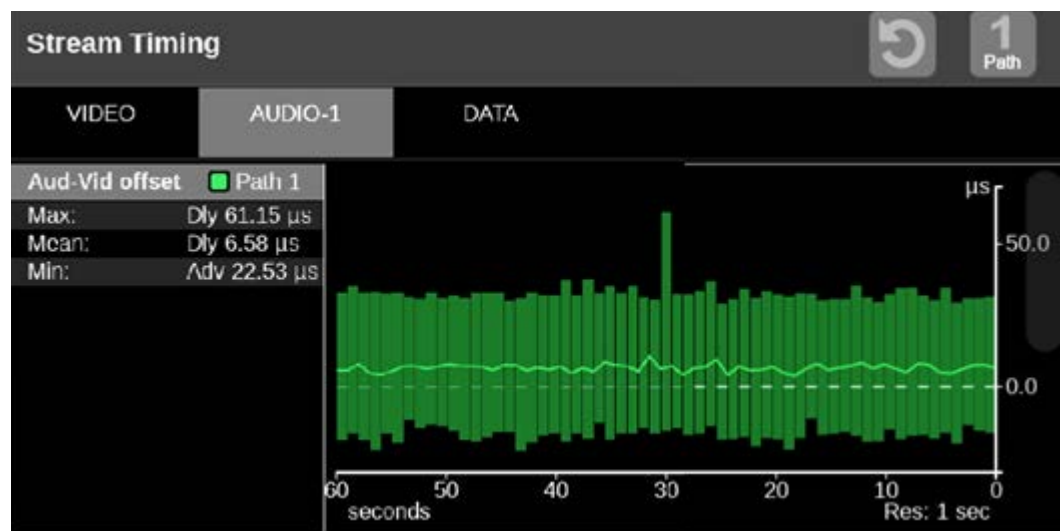 Stream Timing
1
Path
VIDEO AUDIO-1 DATA
Aud-Vid offset Path 1
Max: Dly 61.15 µs
Mean: Dly 6.58 µs
Min: Adv 22.53 µs
µs
50.0
0.0
60 50 40 30 20 10 0
seconds Res: 1 sec